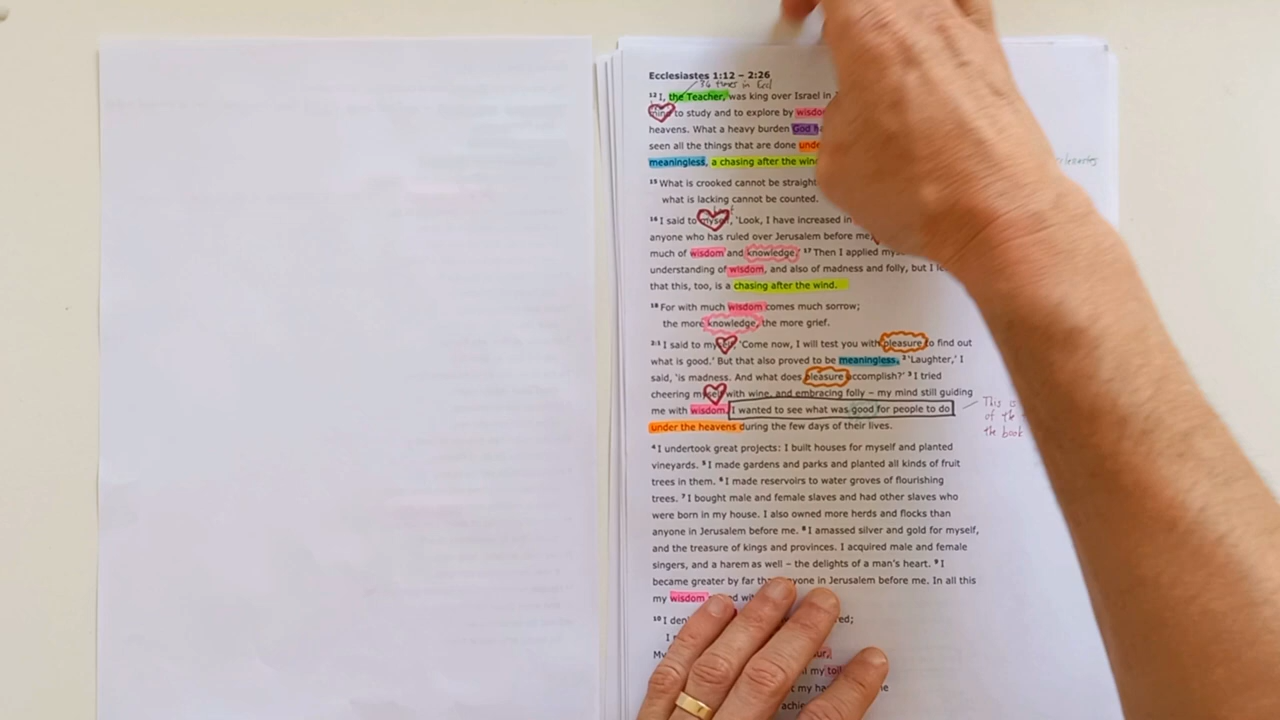 Ecclesiastes 1:12 – 2:26
36 times in Eccl
12 I, the Teacher, was king over Israel in
mind to study and to explore by
heavens. What a heavy burden God
seen all the things that are done
meaningless, a chasing after the wind
15 What is crooked cannot be
what is lacking cannot be counted.
16 I said to myself, 'Look, I have increased in
anyone who has ruled over Jerusalem before me
much of wisdom and knowledge.' 17 Then I applied
understanding of wisdom, and also of madness and folly, but I
that this, too, is a chasing after the wind.
18 For with much wisdom comes much sorrow;
the more knowledge, the more grief.
2:1 I said to myself, 'Come now, I will test you with pleasure to find out
what is good.' But that also proved to be meaningless. 2 'Laughter,' I
said, 'is madness. And what does pleasure accomplish?' 3 I tried
cheering myself with wine, and embracing folly – my mind still guiding
me with wisdom. I wanted to see what was good for people to do
under the heavens during the few days of their lives.
This is
of the
the book
4 I undertook great projects: I built houses for myself and planted
vineyards. 5 I made gardens and parks and planted all kinds of fruit
trees in them. 6 I made reservoirs to water groves of flourishing
trees. 7 I bought male and female slaves and had other slaves who
were born in my house. I also owned more herds and flocks than
anyone in Jerusalem before me. 8 I amassed silver and gold for myself,
and the treasure of kings and provinces. I acquired male and female
singers, and a harem as well – the delights of a man's heart. 9 I
became greater by far than anyone in Jerusalem before me. In all this
my wisdom
10 I
My
my